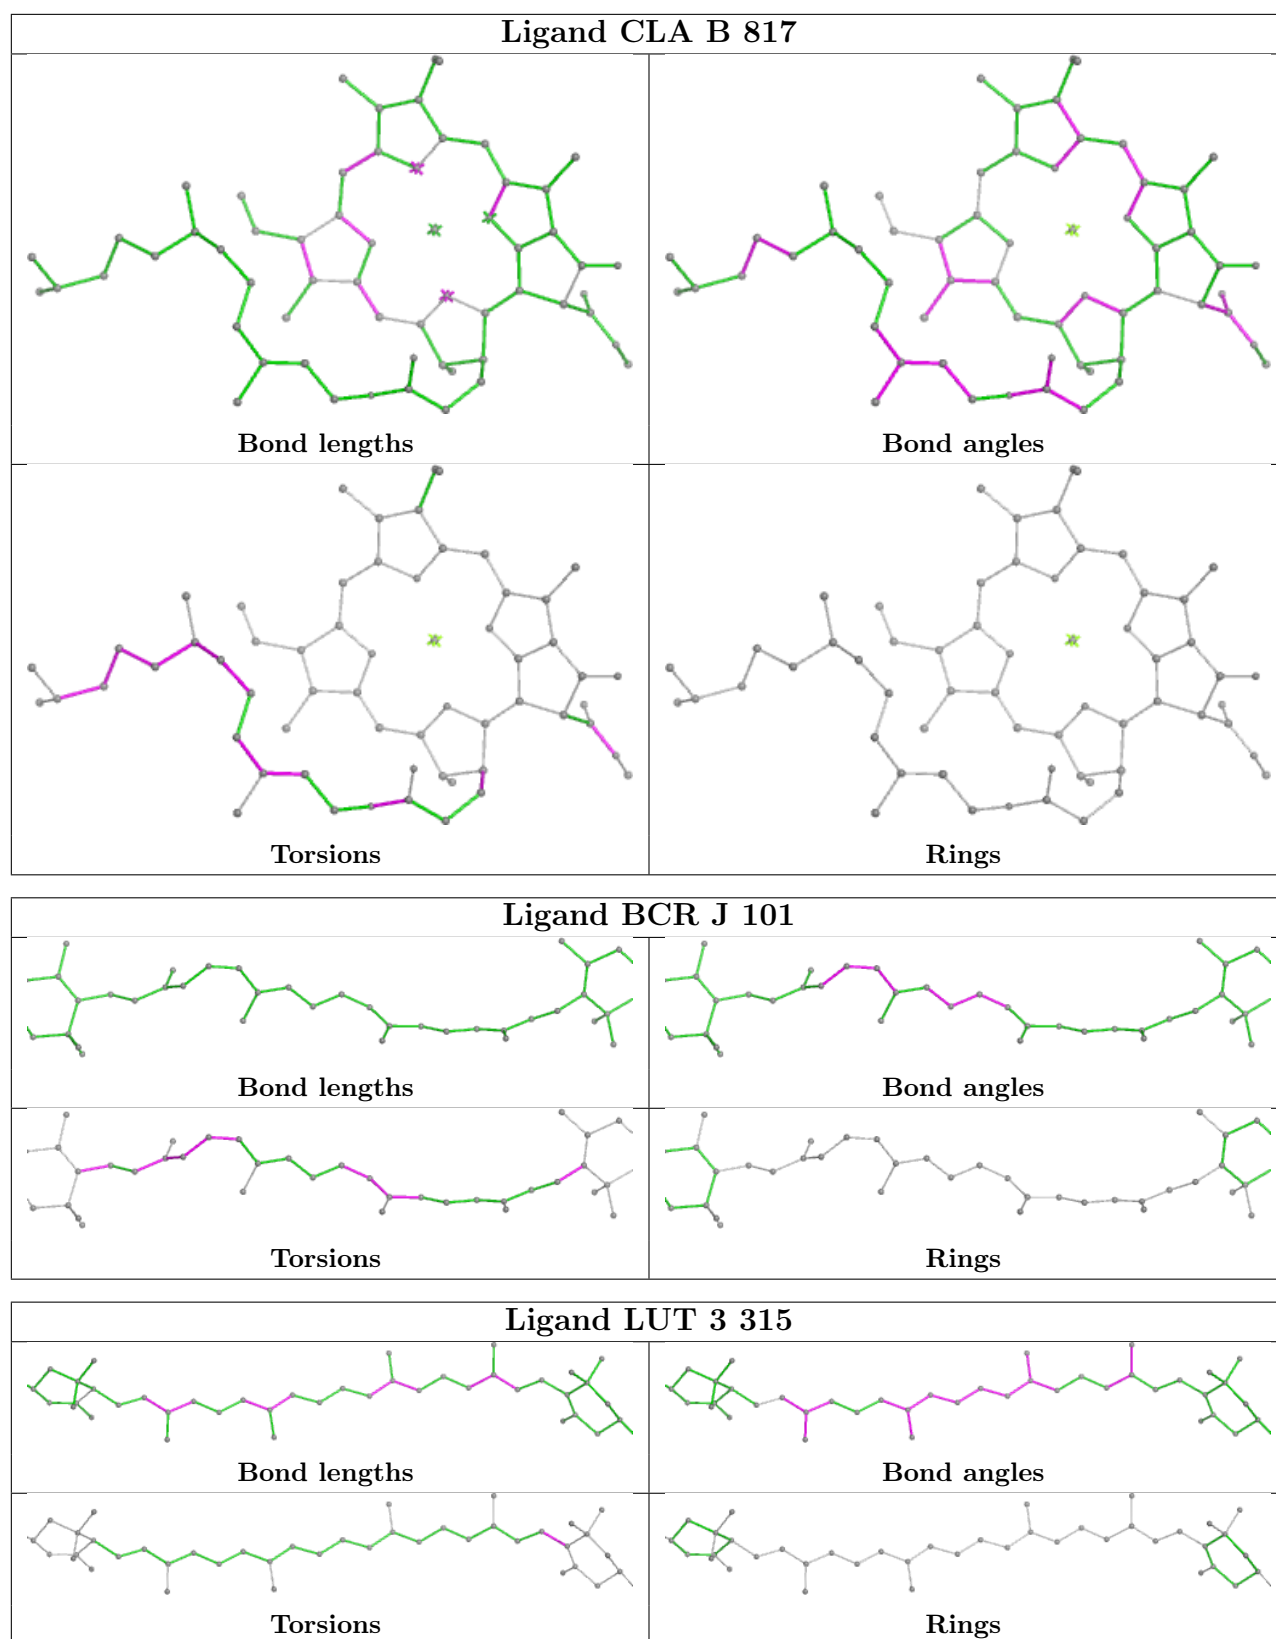 Ligand CLA B 817
Bond lengths
Bond angles
Torsions
Rings
Ligand BCR J 101
Bond lengths
Bond angles
Torsions
Rings
Ligand LUT 3 315
Bond lengths
Bond angles
Torsions
Rings